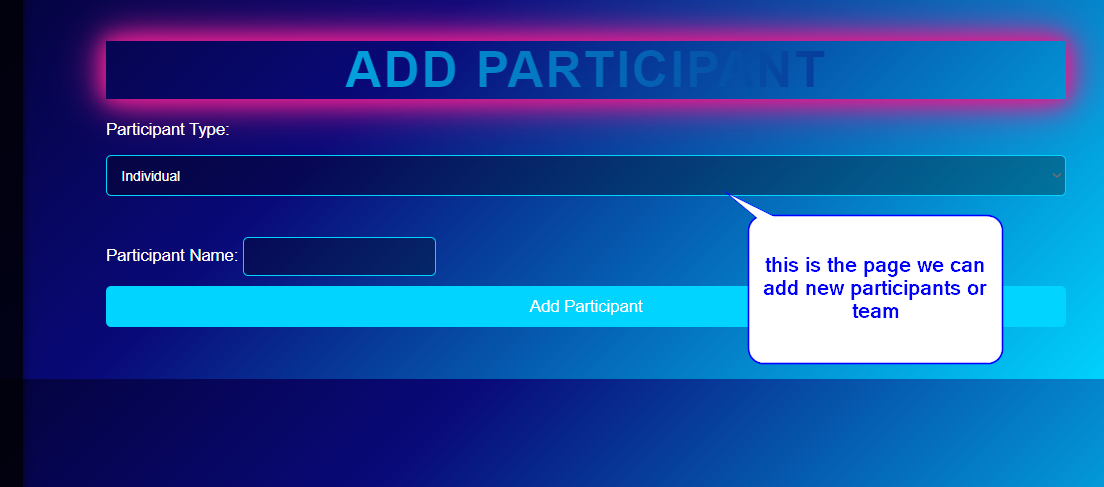 ADD PARTICIPANT
Participant Type:
Individual
Participant Name:
Add Participant
this is the page we can
add new participants or
team